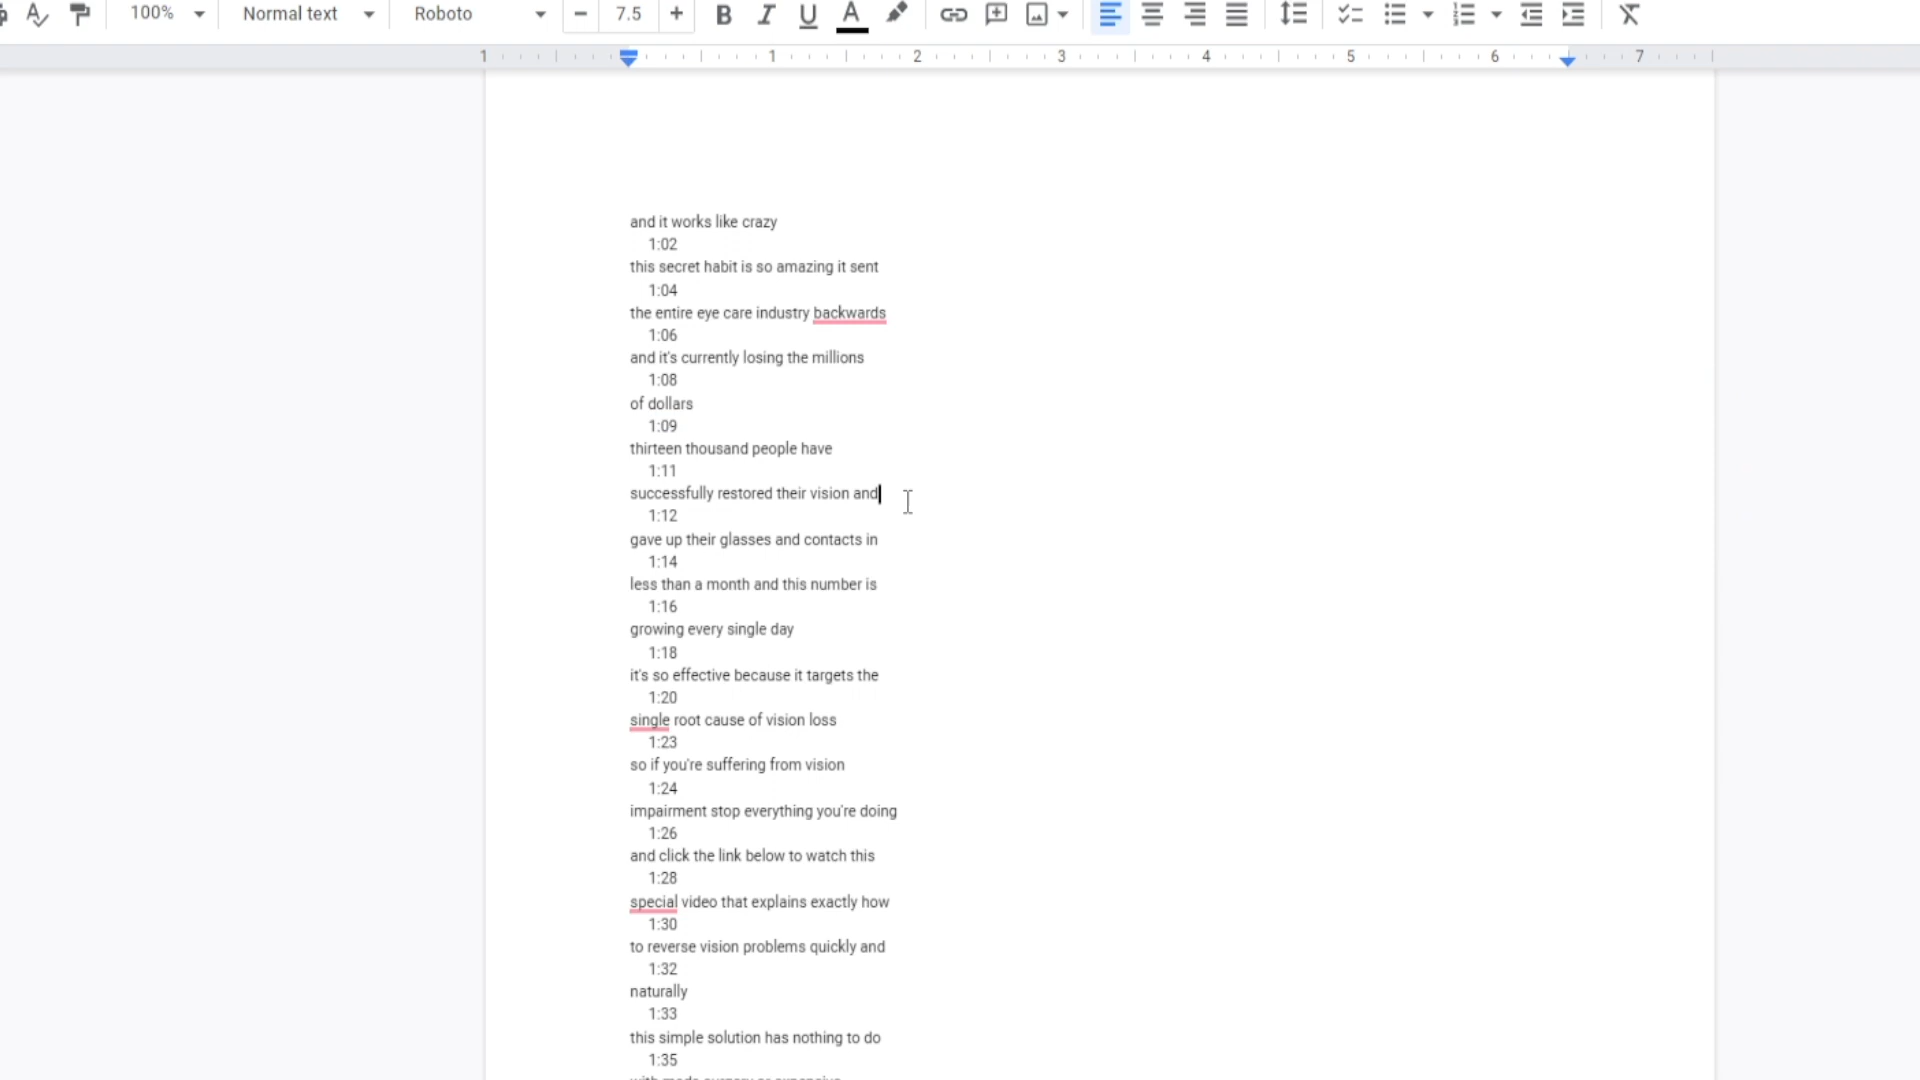 100%
Normal text
Roboto
7.5
B
I
U
A
1
1
2
3
4
5
6
7
and it works like crazy
1:02
this secret habit is so amazing it sent
1:04
the entire eye care industry backwards
1:06
and it's currently losing the millions
1:08
of dollars
1:09
thirteen thousand people have
1:11
successfully restored their vision and
1:12
gave up their glasses and contacts in
1:14
less than a month and this number is
1:16
growing every single day
1:18
it's so effective because it targets the
1:20
single root cause of vision loss
1:23
so if you're suffering from vision
1:24
impairment stop everything you're doing
1:26
and click the link below to watch this
1:28
special video that explains exactly how
1:30
to reverse vision problems quickly and
1:32
naturally
1:33
this simple solution has nothing to do
1:35